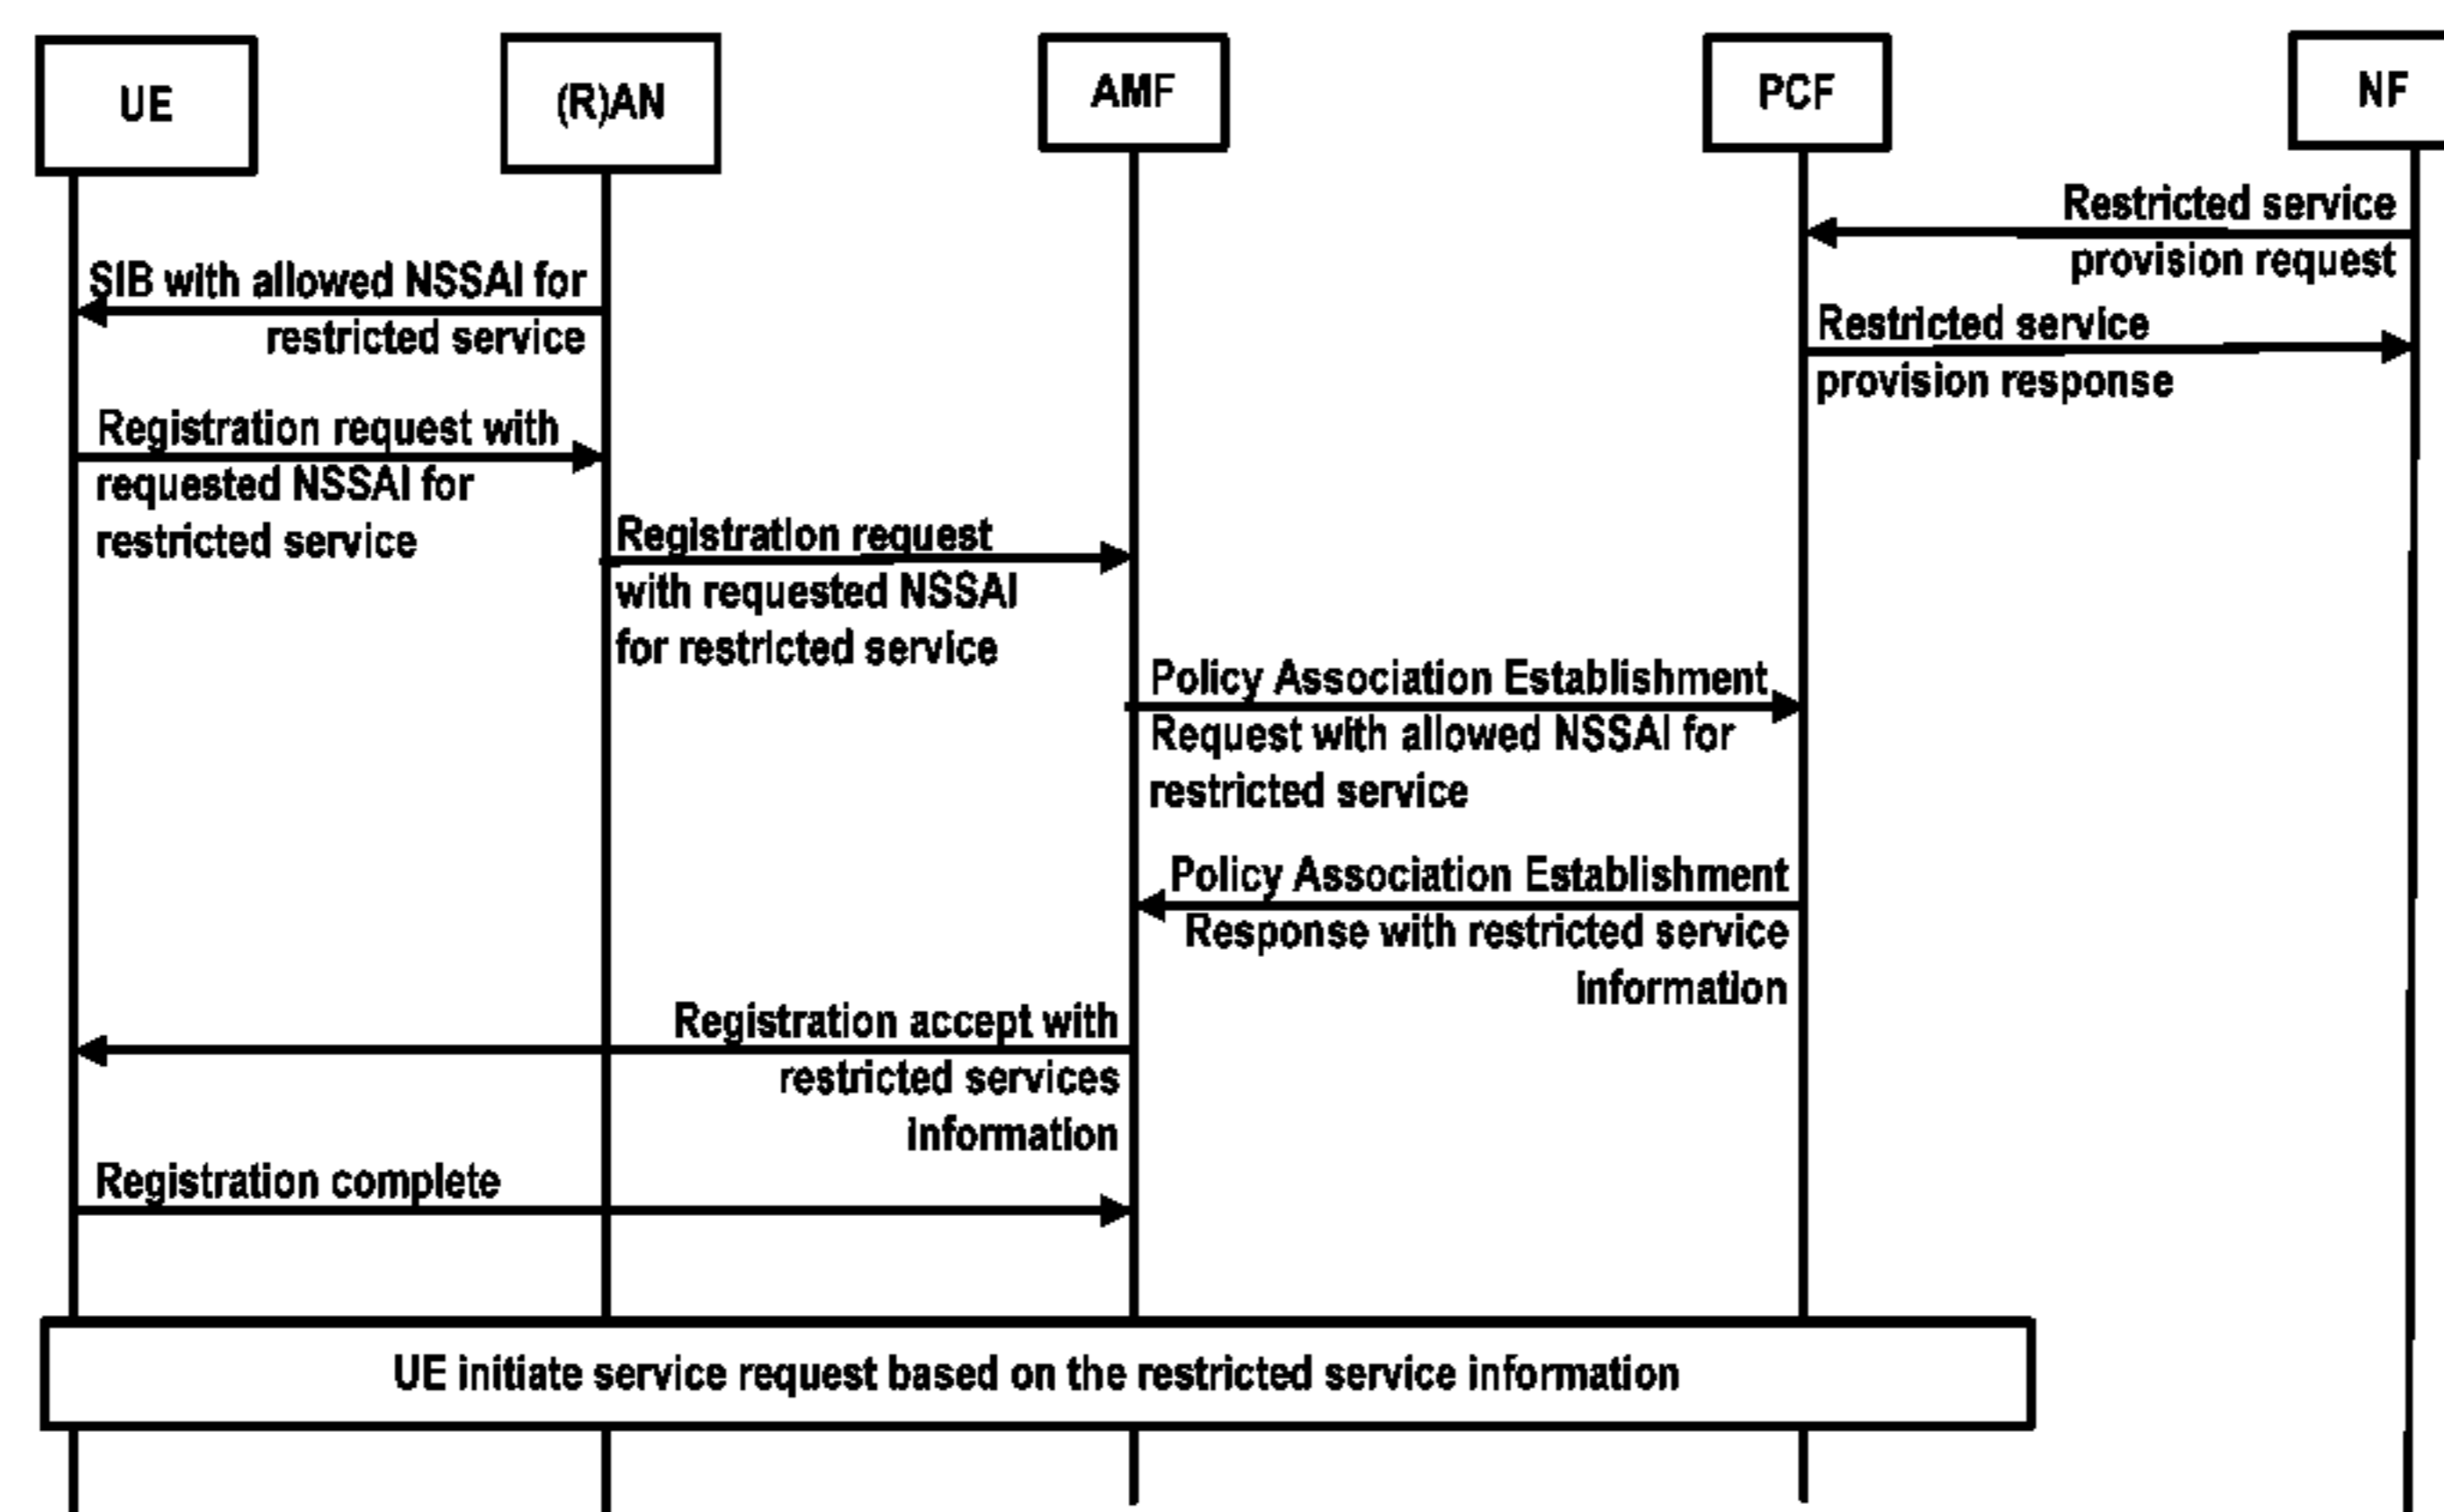 UE
(R)AN
AMF
PCF
NF
Restricted service
provision request
SIB with allowed NSSAI for
restricted service
Restricted service
provision response
Registration request with
requested NSSAI for
restricted service
Registration request
with requested NSSAI
for restricted service
Policy Association Establishment
Request with allowed NSSAI for
restricted service
Policy Association Establishment
Response with restricted service
information
Registration accept with
restricted services
information
Registration complete
UE initiate service request based on the restricted service information